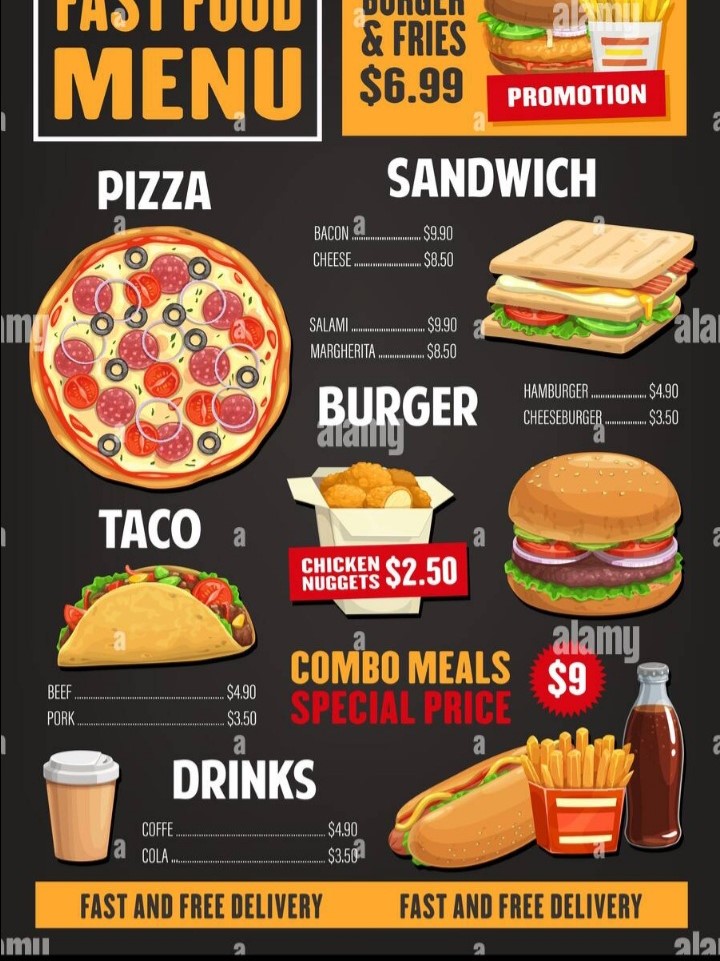 FAST FOOD
MENU
BURGER
& FRIES
$6.99
PROMOTION
PIZZA
SANDWICH
BACON ........................ $9.90
CHEESE ........................ $8.50
SALAMI ........................ $9.90
MARGHERITA ........................ $8.50
BURGER
HAMBURGER ........................ $4.90
CHEESEBURGER ........................ $3.50
TACO
CHICKEN
NUGGETS $2.50
BEEF ........................ $4.90
PORK ........................ $3.50
COMBO MEALS
SPECIAL PRICE
$9
DRINKS
COFFE ........................ $4.90
COLA ........................ $3.50
FAST AND FREE DELIVERY FAST AND FREE DELIVERY
alamy
alamy
alamy